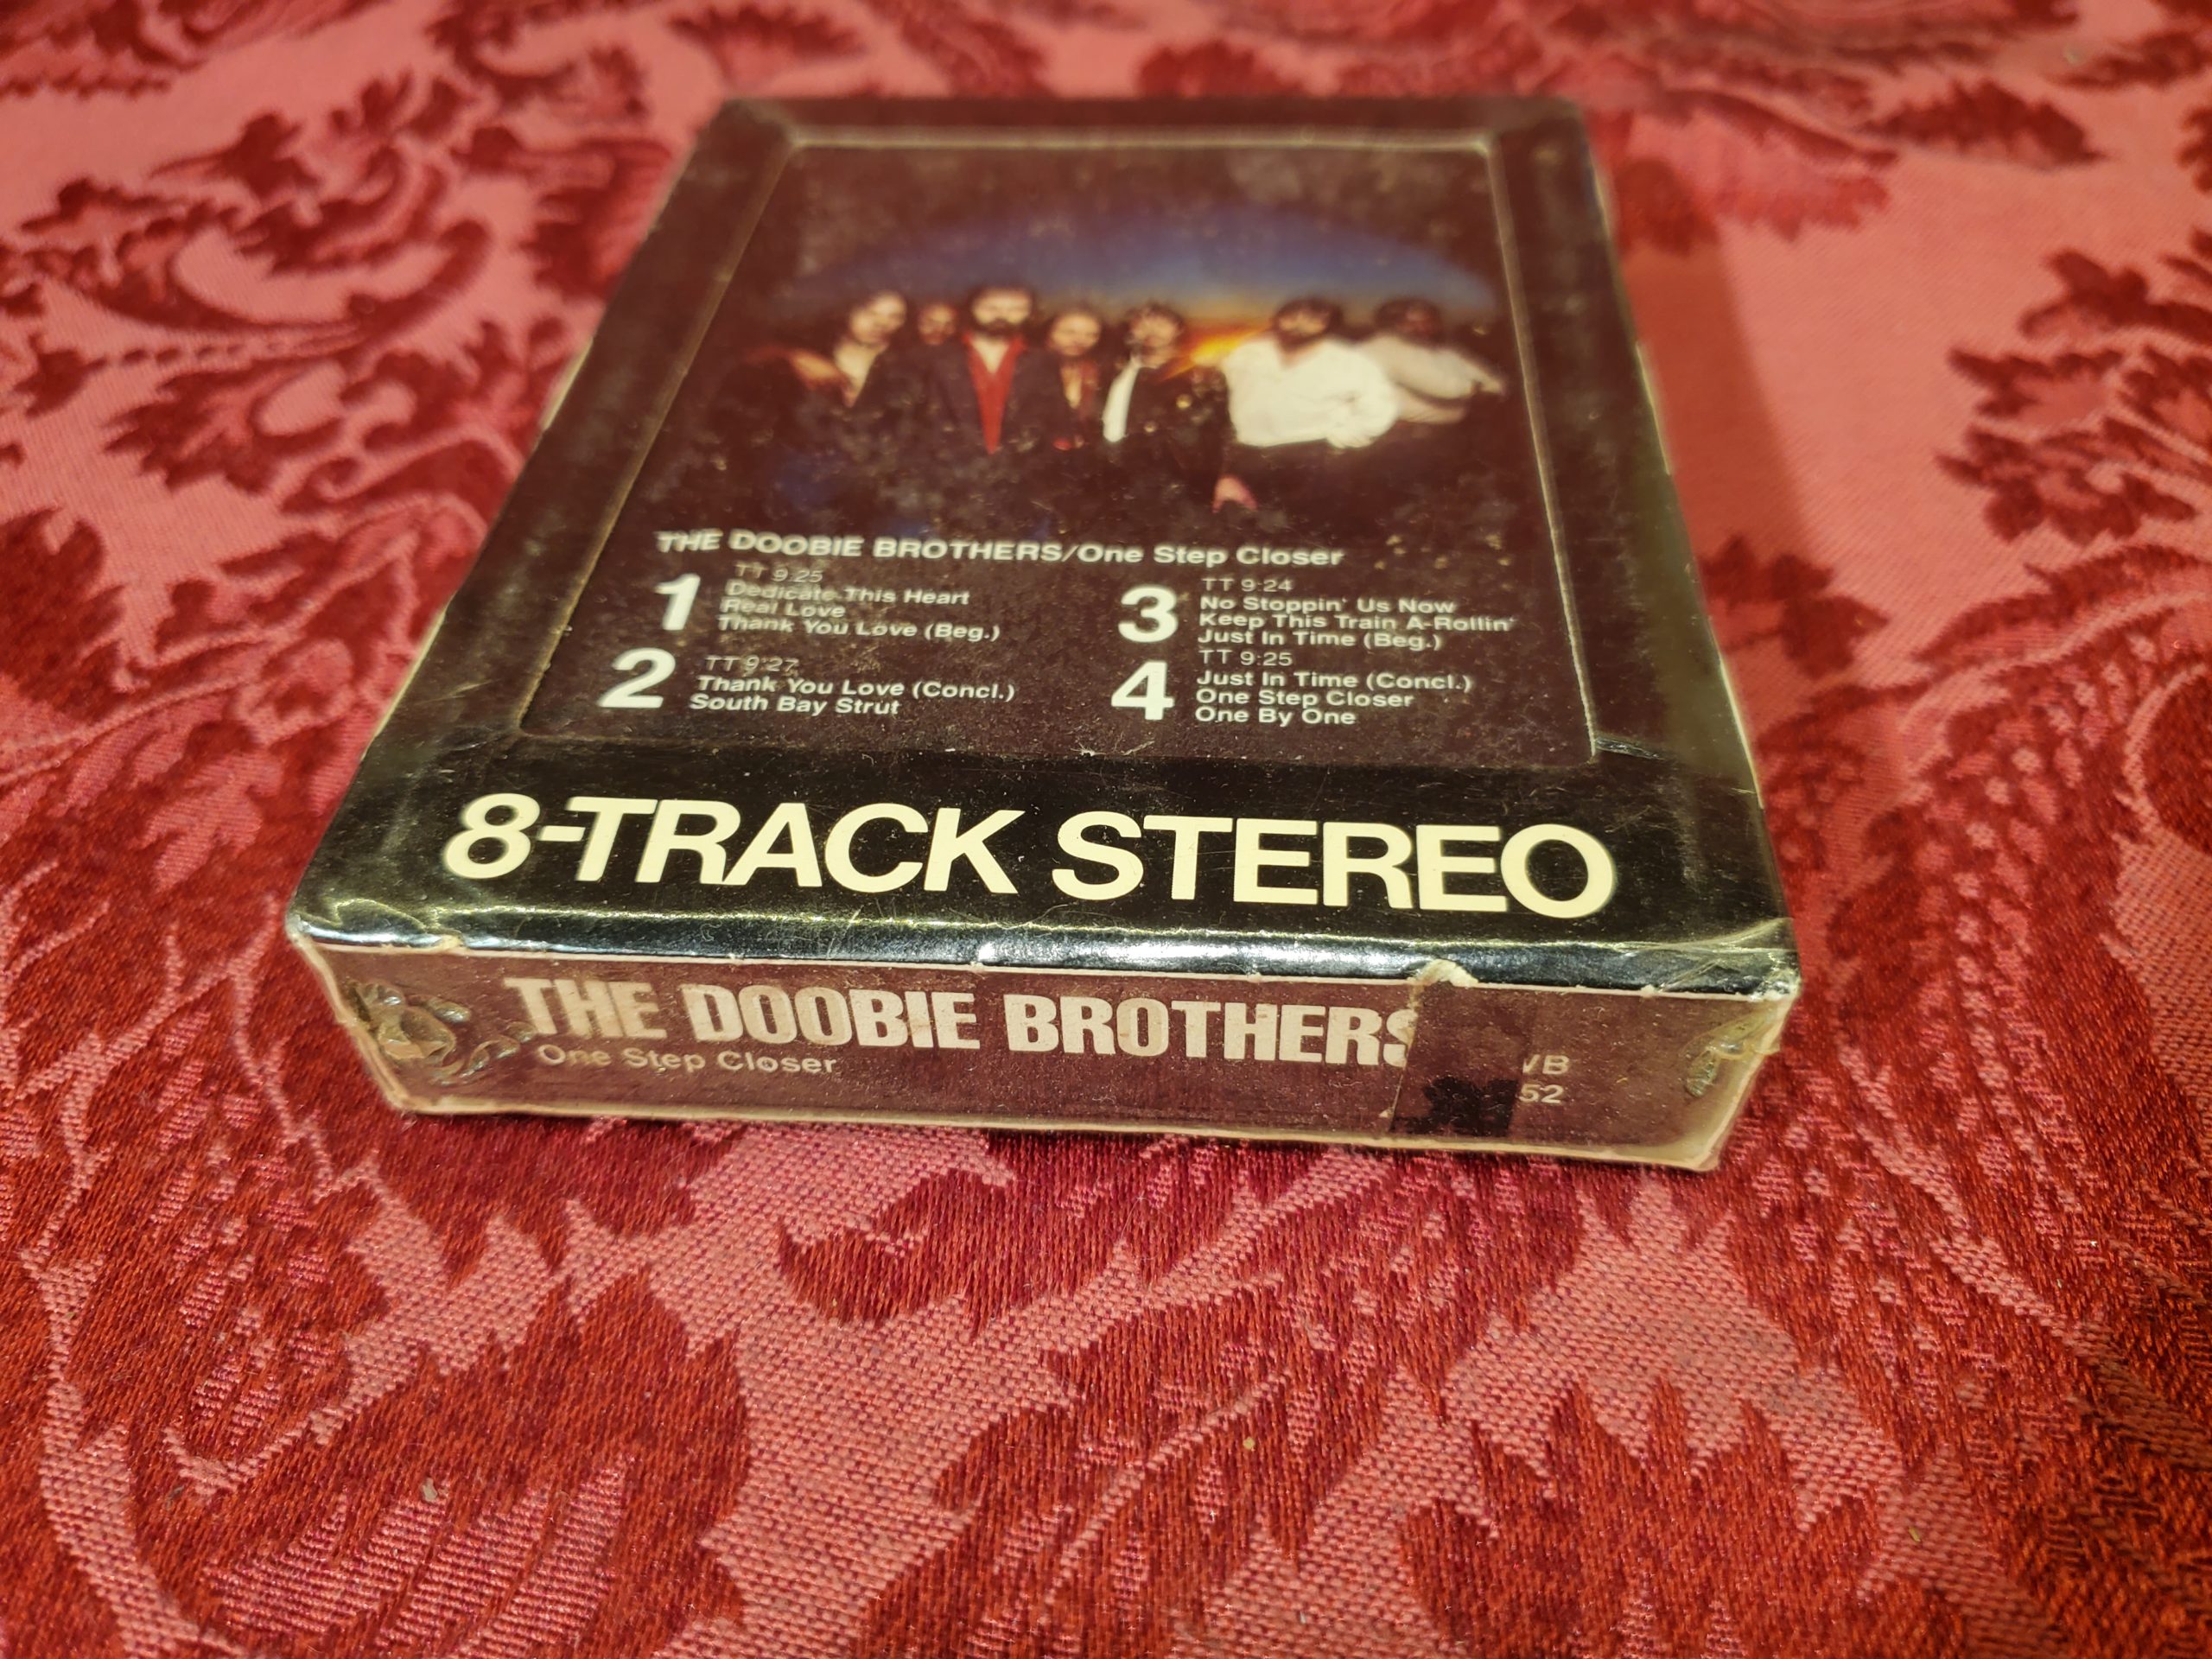 THE DOOBIE BROTHERS/One Step Closer
1
TT 9:25
Dedicate This Heart
Real Love
Thank You Love (Beg.)
2
TT 9:27
Thank You Love (Concl.)
South Bay Strut
3
TT 9:24
No Stoppin' Us Now
Keep This Train A-Rollin'
Just In Time (Beg.)
4
TT 9:25
Just In Time (Concl.)
One Step Closer
One By One
8-TRACK STEREO
THE DOOBIE BROTHERS
One Step Closer
52